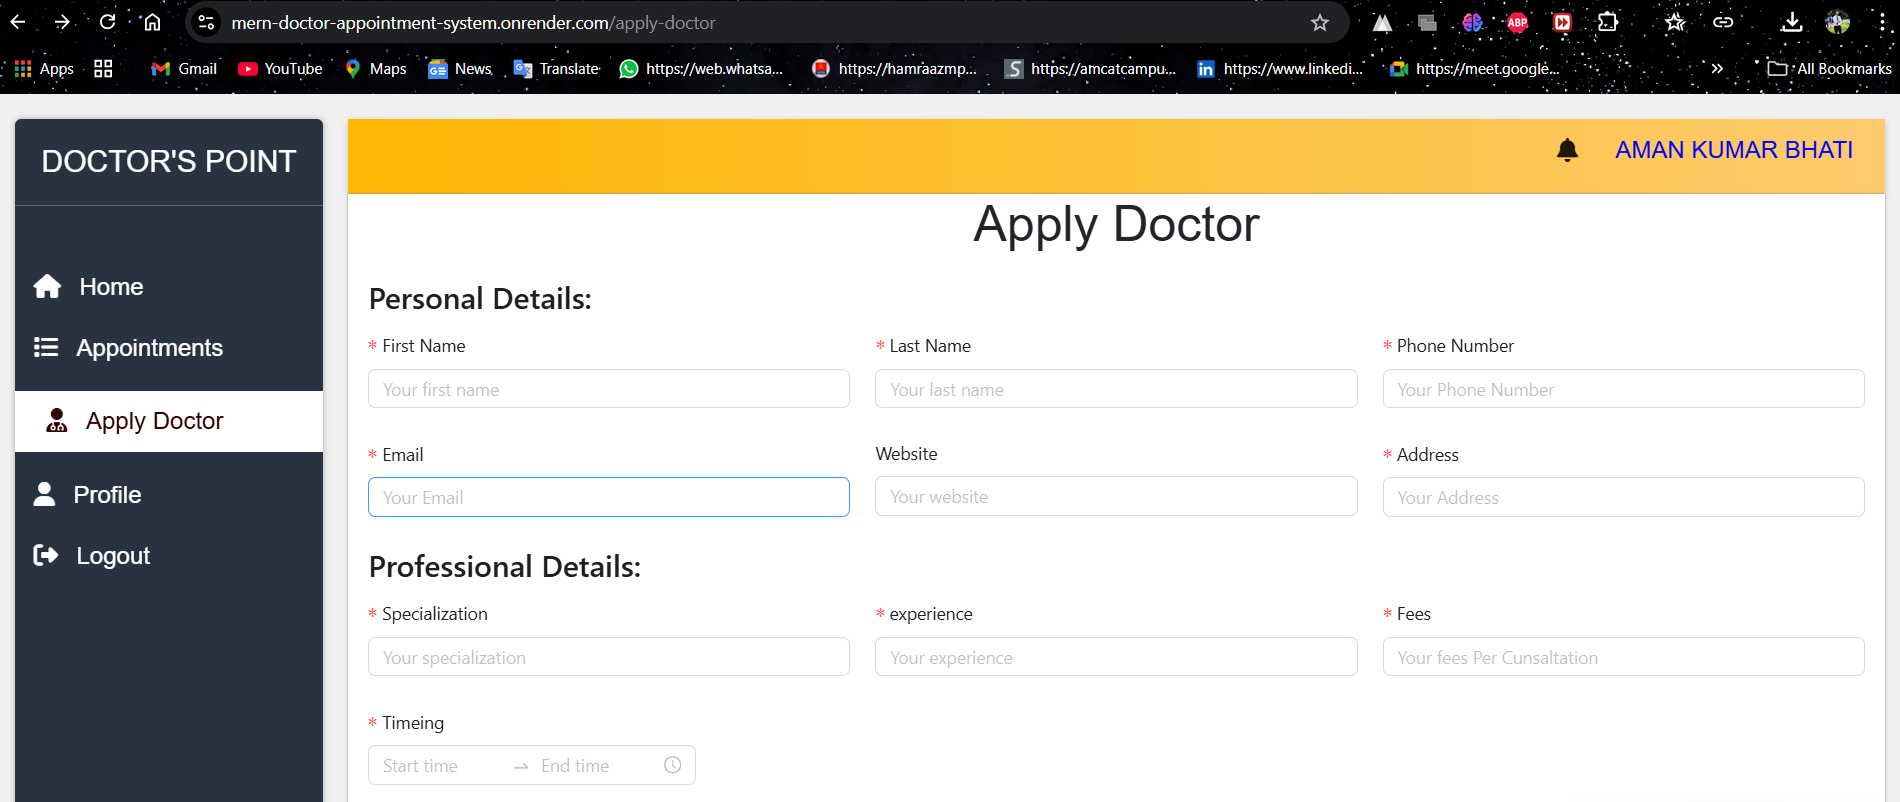 mern-doctor-appointment-system.onrender.com/apply-doctor
ABP
Apps
Gmail
YouTube
Maps
News
Translate
https://web.whatsa...
https://hamraazmp...
https://amcatcampu...
https://www.linkedi...
https://meet.google...
»
All Bookmarks
DOCTOR'S POINT
Home
Appointments
Apply Doctor
Profile
Logout
AMAN KUMAR BHATI
Apply Doctor
Personal Details:
* First Name
* Last Name
* Phone Number
Your first name
Your last name
Your Phone Number
* Email
Website
* Address
Your Email
Your website
Your Address
Professional Details:
* Specialization
* experience
* Fees
Your specialization
Your experience
Your fees Per Cunsaltation
* Timeing
Start time
End time